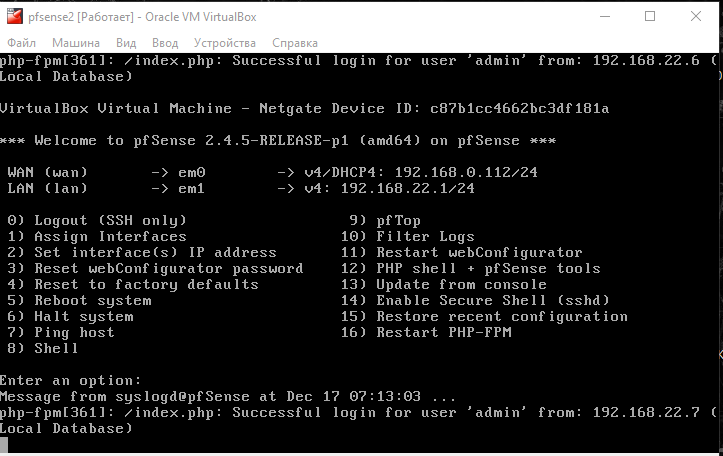 pfsense2 [Работает] - Oracle VM VirtualBox
Файл Машина Вид Ввод Устройства Справка
php-fpm[361]: /index.php: Successful login for user 'admin' from: 192.168.22.6 (
Local Database)
VirtualBox Virtual Machine - Netgate Device ID: c87b1cc4662bc3df181a
*** Welcome to pfSense 2.4.5-RELEASE-p1 (amd64) on pfSense ***
WAN (wan) -> em0 -> v4/DHCP4: 192.168.0.112/24
LAN (lan) -> em1 -> v4: 192.168.22.1/24
0) Logout (SSH only) 9) pfTop
1) Assign Interfaces 10) Filter Logs
2) Set interface(s) IP address 11) Restart webConfigurator
3) Reset webConfigurator password 12) PHP shell + pfSense tools
4) Reset to factory defaults 13) Update from console
5) Reboot system 14) Enable Secure Shell (sshd)
6) Halt system 15) Restore recent configuration
7) Ping host 16) Restart PHP-FPM
8) Shell
Enter an option:
Message from syslogd@pfSense at Dec 17 07:13:03 ...
php-fpm[361]: /index.php: Successful login for user 'admin' from: 192.168.22.7 (
Local Database)